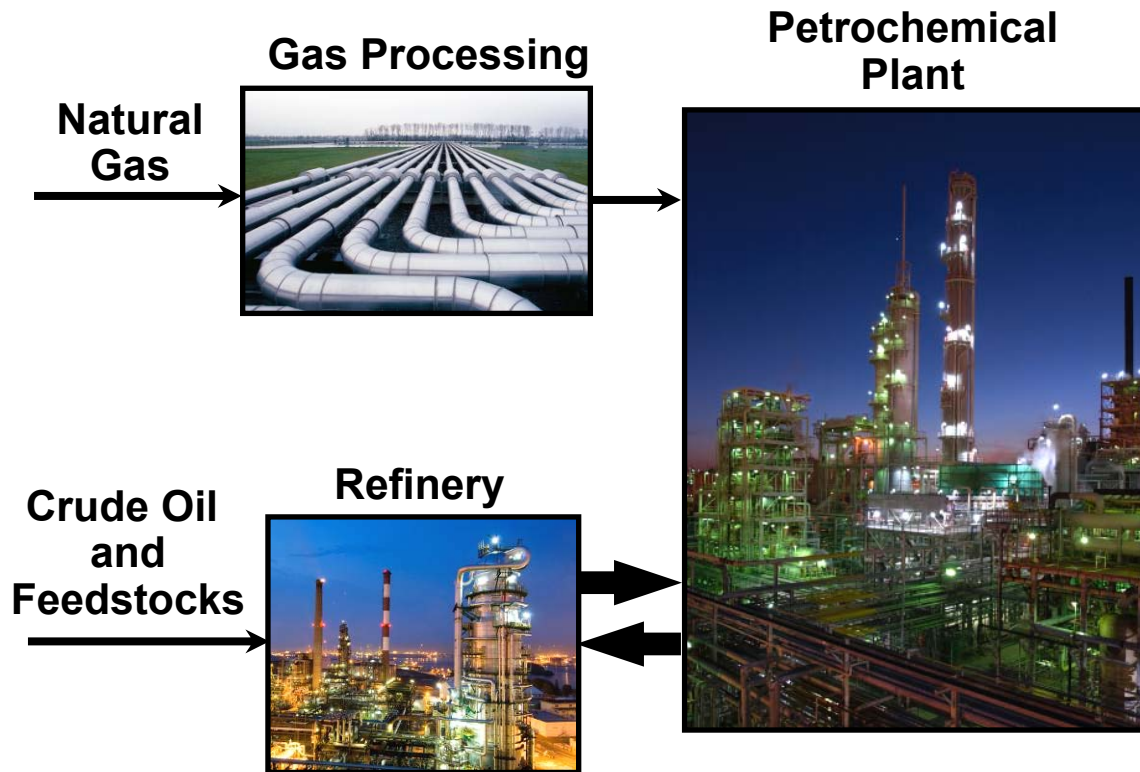 Gas Processing
Petrochemical
Plant
Natural
Gas
Refinery
Crude Oil
and
Feedstocks